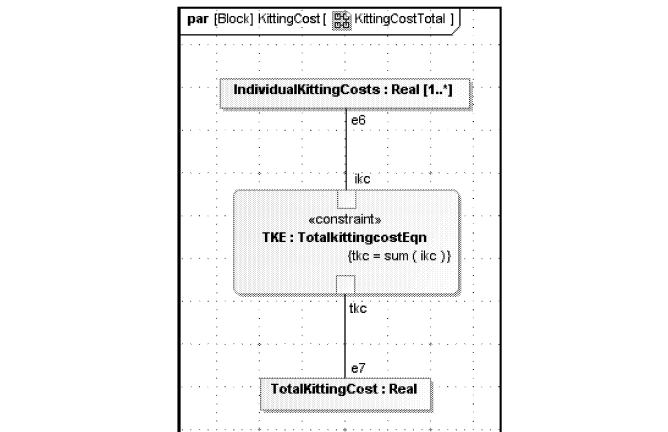 par [Block] KittingCost [ KittingCostTotal ]
IndividualKittingCosts : Real [1..*]
e6
ikc
«constraint»
TKE : TotalkittingcostEqn
{tkc = sum ( ikc )}
tkc
e7
TotalKittingCost : Real